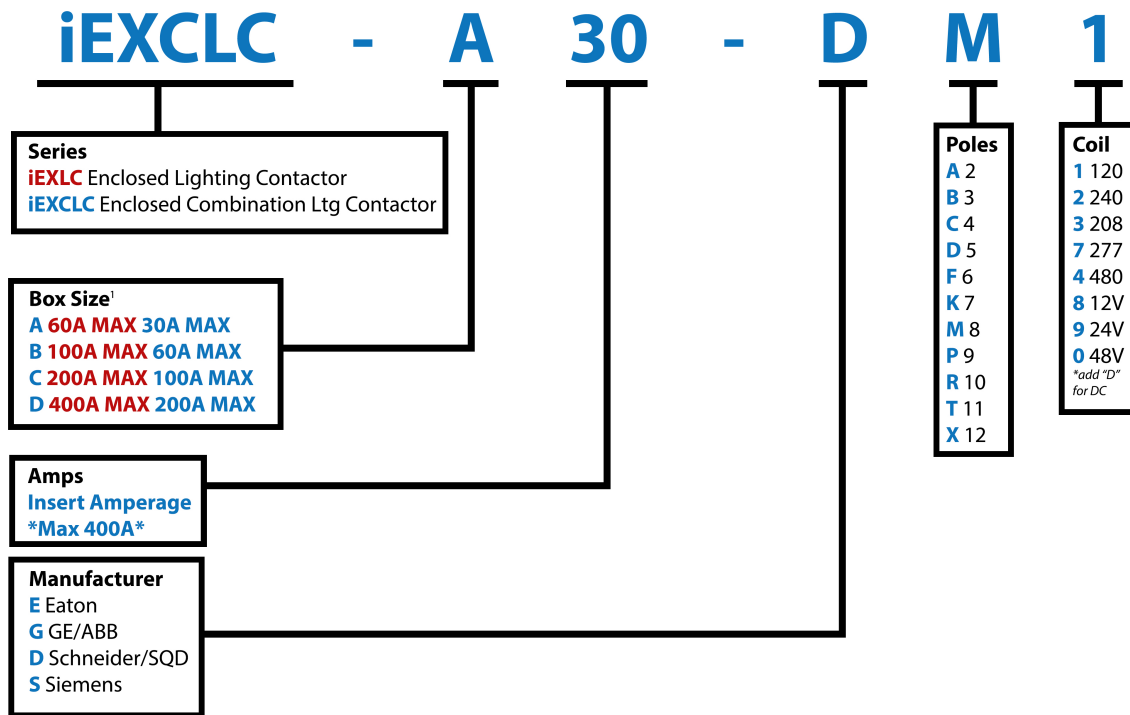 iEXCLC - A 30 - D M 1
Series
iEXLC Enclosed Lighting Contactor
iEXCLC Enclosed Combination Ltg Contactor
Box Size¹
A 60A MAX 30A MAX
B 100A MAX 60A MAX
C 200A MAX 100A MAX
D 400A MAX 200A MAX
Amps
Insert Amperage
*Max 400A*
Manufacturer
E Eaton
G GE/ABB
D Schneider/SQD
S Siemens
Poles
A 2
B 3
C 4
D 5
F 6
K 7
M 8
P 9
R 10
T 11
X 12
Coil
1 120
2 240
3 208
7 277
4 480
8 12V
9 24V
0 48V
*add "D"
for DC